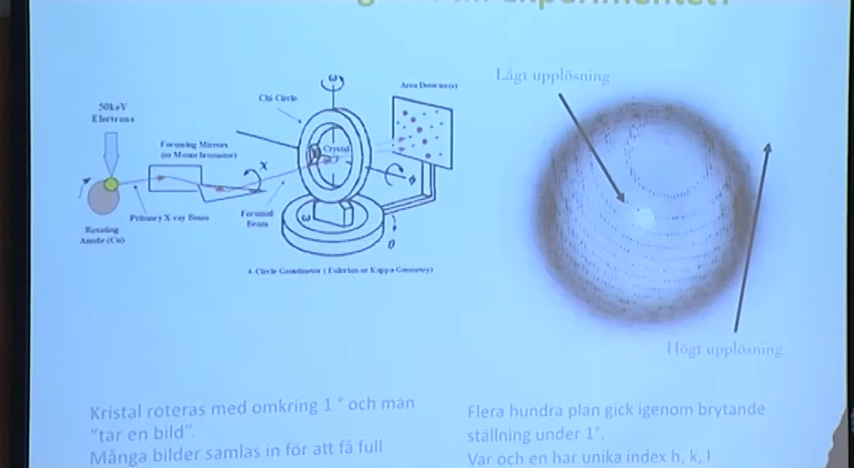 experimentet?
50keV
Electrons
Focusing Mirrors
(or Monochromator)
Primary X-ray Beam
Rotating
Anode (Cu)
Focused
Beam
X
Chi Circle
ω
Crystal
Area Detector(s)
ϕ
ω
θ
4-Circle Goniometer (Eulerian or Kappa Geometry)
Lågt upplösning
Högt upplösning
Kristal roteras med omkring 1 ° och man
"tar en bild".
Många bilder samlas in för att få full
Flera hundra plan gick igenom brytande
ställning under 1°.
Var och en har unika index h, k, l